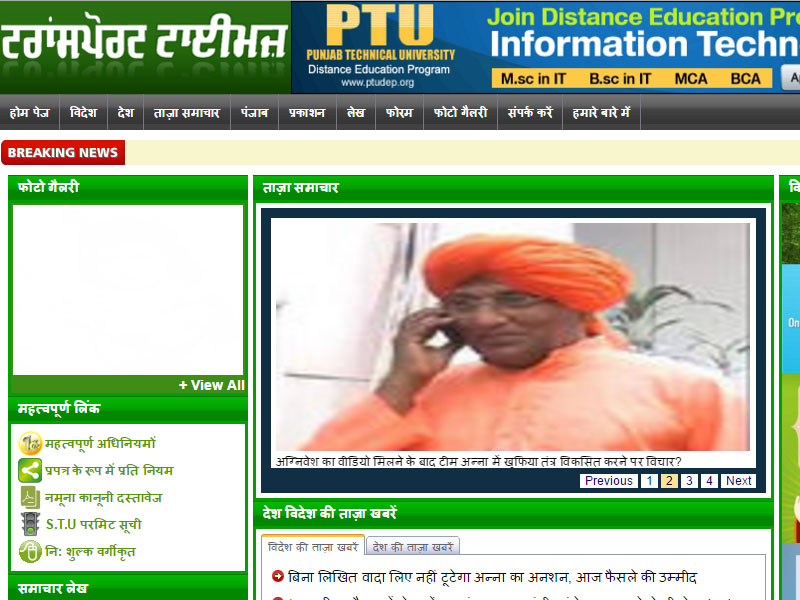 ਟਰਾਂਸਪੋਰਟ ਟਾਈਮਜ਼
PTU
PUNJAB TECHNICAL UNIVERSITY
Distance Education Program
www.ptudep.org
Join Distance Education Pro
Information Techn
M.sc in IT B.sc in IT MCA BCA
होम पेज विदेश देश ताज़ा समाचार पंजाब प्रकाशन लेख फोरम फोटो गैलरी संपर्क करें हमारे बारे में
BREAKING NEWS
फोटो गैलरी
+ View All
महत्वपूर्ण लिंक
महत्वपूर्ण अधिनियमों
प्रपत्र के रूप में प्रति नियम
नमूना कानूनी दस्तावेज
S.T.U परमिट सूची
नि: शुल्क वर्गीकृत
समाचार लेख
ताज़ा समाचार
अग्निवेश का वीडियो मिलने के बाद टीम अन्ना में खुफिया तंत्र विकसित करने पर विचार?
Previous 1 2 3 4 Next
देश विदेश की ताज़ा खबरें
विदेश की ताज़ा खबरें देश की ताज़ा खबरें
बिना लिखित वादा लिए नहीं टूटेगा अन्ना का अनशन, आज फैसले की उम्मीद